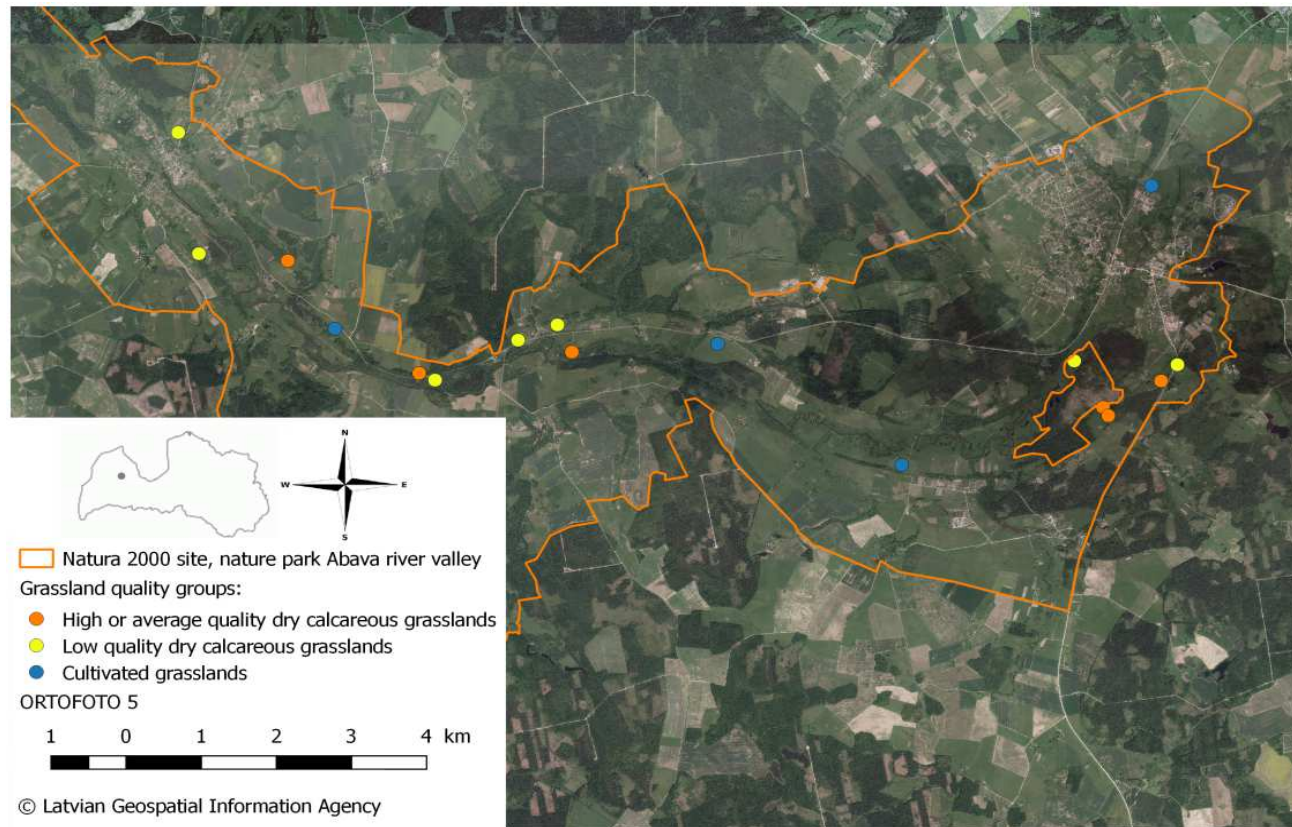 N
W E
S
Natura 2000 site, nature park Abava river valley
Grassland quality groups:
High or average quality dry calcareous grasslands
Low quality dry calcareous grasslands
Cultivated grasslands
ORTOFOTO 5
1 0 1 2 3 4 km
© Latvian Geospatial Information Agency